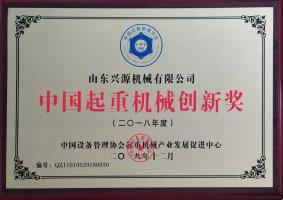 山东兴源机械有限公司
中国起重机械创新奖
(二〇一八年度)
中国设备管理协会起重机械产业发展促进中心
二〇一八年十二月
编号:QZ11010020180030